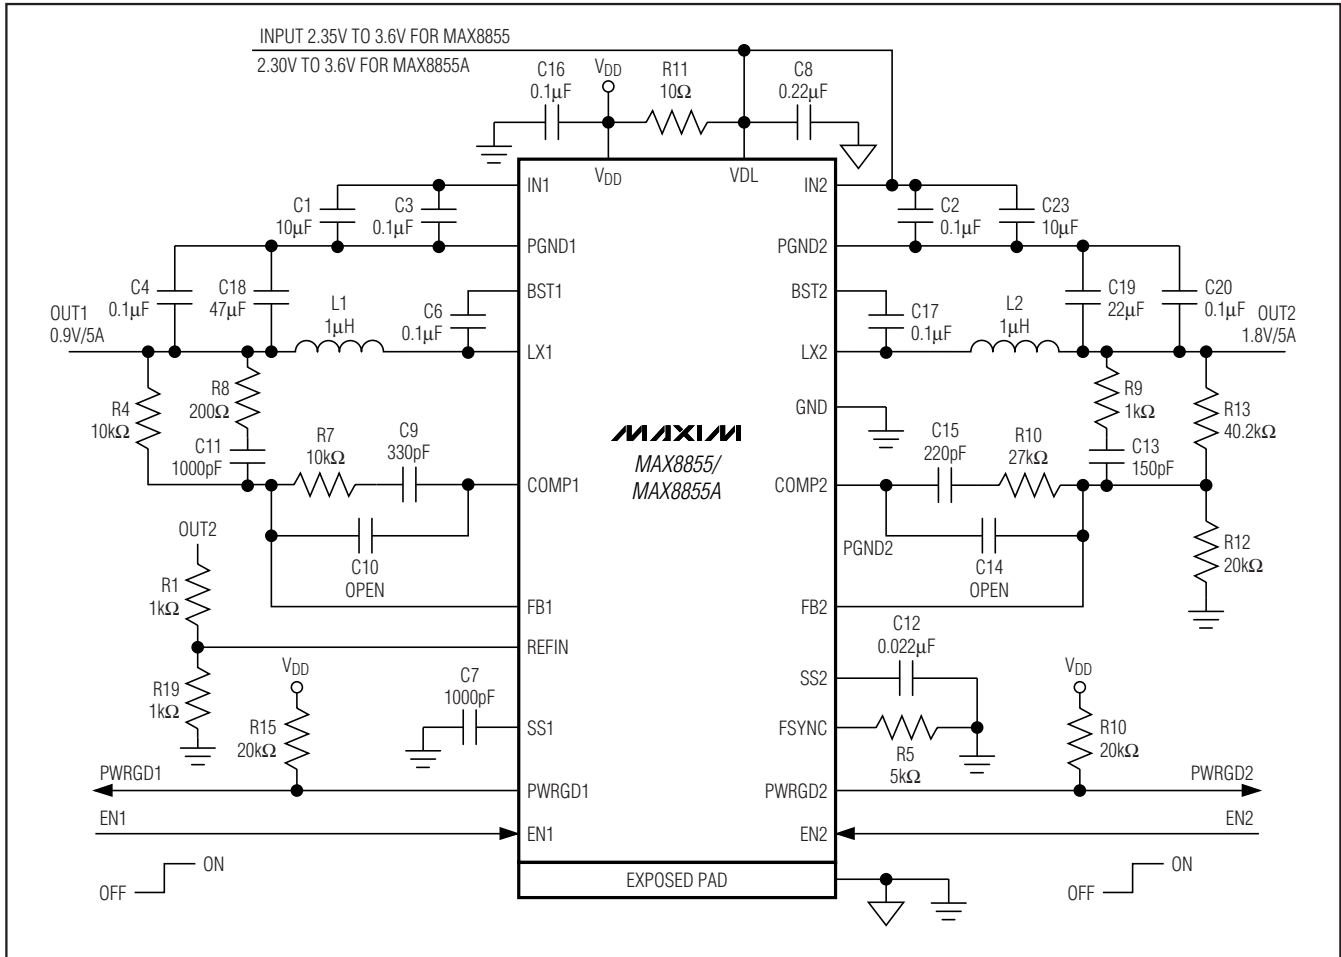 INPUT 2.35V TO 3.6V FOR MAX8855
2.30V TO 3.6V FOR MAX8855A
C16
0.1μF
VDD
R11
10Ω
C8
0.22μF
VDD
VDL
IN1
IN2
C1
10μF
C3
0.1μF
C2
0.1μF
C23
10μF
PGND1
PGND2
C4
0.1μF
C18
47μF
L1
1μH
C6
0.1μF
BST1
BST2
C17
0.1μF
L2
1μH
C19
22μF
C20
0.1μF
OUT1
0.9V/5A
OUT2
1.8V/5A
LX1
LX2
R4
10kΩ
R8
200Ω
C11
1000pF
R7
10kΩ
C9
330pF
MAXIM
MAX8855/
MAX8855A
GND
C15
220pF
R10
27kΩ
R9
1kΩ
C13
150pF
R13
40.2kΩ
COMP1
COMP2
C10
OPEN
PGND2
C14
OPEN
R12
20kΩ
OUT2
R1
1kΩ
FB1
FB2
REFIN
R19
1kΩ
VDD
R15
20kΩ
C7
1000pF
SS1
C12
0.022μF
SS2
FSYNC
R5
5kΩ
VDD
R10
20kΩ
PWRGD1
PWRGD1
PWRGD2
PWRGD2
EN1
EN1
EN2
EN2
OFF
ON
EXPOSED PAD
OFF
ON